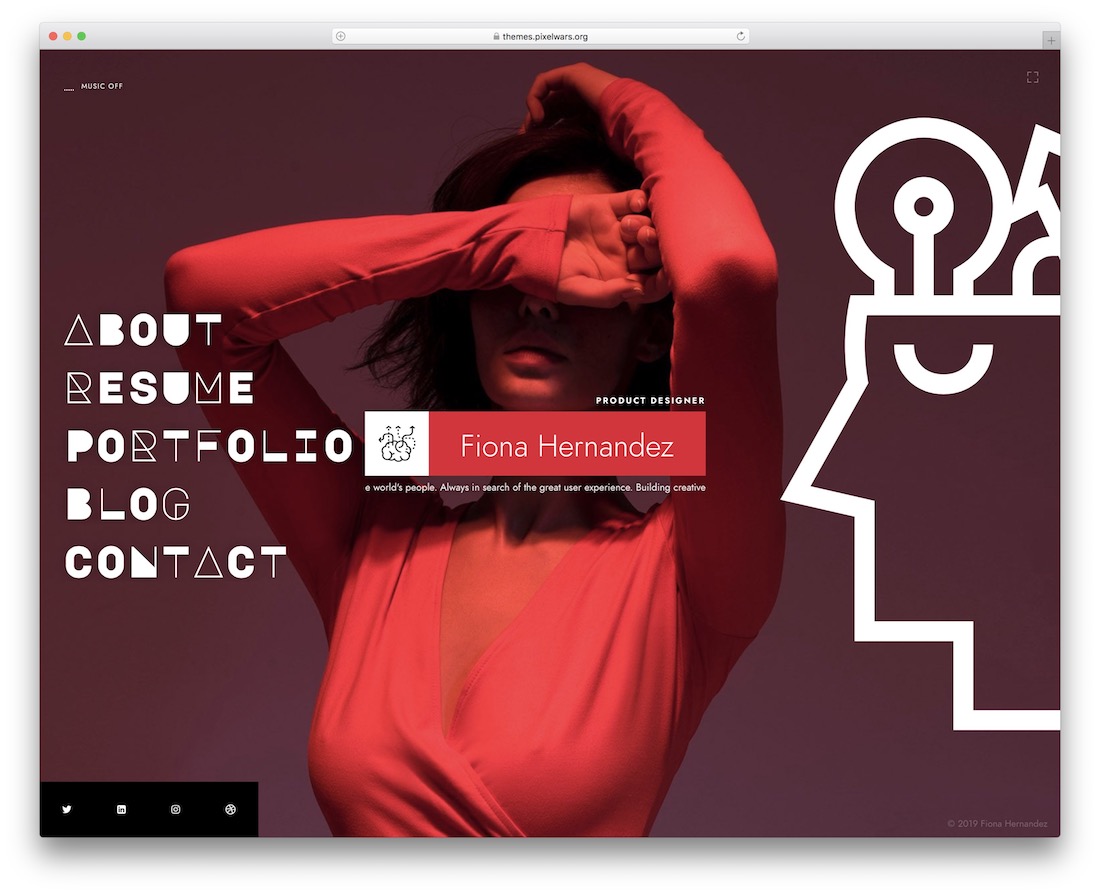 themes.pixelwars.org
MUSIC OFF
ABOUT
RESUME
PORTFOLIO
BLOG
CONTACT
PRODUCT DESIGNER
Fiona Hernandez
e world's people. Always in search of the great user experience. Building creative
© 2019 Fiona Hernandez